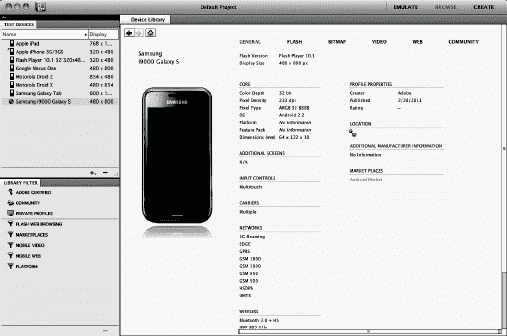 Default Project
EMULATE BROWSE CREATE
TEST DEVICES
Name Display
Apple iPad 768 x 1...
Apple iPhone 3G/3GS 320 x 480
Flash Player 10.1 32 320x48... 600 x 1...
Google Nexus One 480 x 800
Motorola Droid 2 854 x 480
Motorola Droid X 854 x 480
Samsung Galaxy Tab 600 x 1...
Samsung I9000 Galaxy S 480 x 800
LIBRARY FILTER
ADOBE CERTIFIED
COMMUNITY
PRIVATE PROFILES
FLASH WEB BROWSING
MARKETPLACES
MOBILE VIDEO
MOBILE WEB
PLATFORM
Device Library
Samsung
I9000 Galaxy S
SAMSUNG
GENERAL FLASH BITMAP VIDEO WEB COMMUNITY
Flash Version Flash Player 10.1
Display Size 480 x 800 px
CORE
Color Depth 32 bit
Pixel Density 233 dpi
Pixel Type ARGB 32 8888
OS Android 2.2
Platform No Information
Feature Pack No Information
Dimensions (mm) 64 x 122 x 10
ADDITIONAL SCREENS
N/A
INPUT CONTROLS
Multitouch
CARRIERS
Multiple
NETWORKS
3G Roaming
EDGE
GPRS
GSM 1800
GSM 1900
GSM 850
GSM 900
HSDPA
UMTS
WIRELESS
Bluetooth 3.0 + HS
PROFILE PROPERTIES
Creator Adobe
Published 2/28/2011
Rating --
LOCATION
ADDITIONAL MANUFACTURER INFORMATION
No Information
MARKET PLACES
Android Market